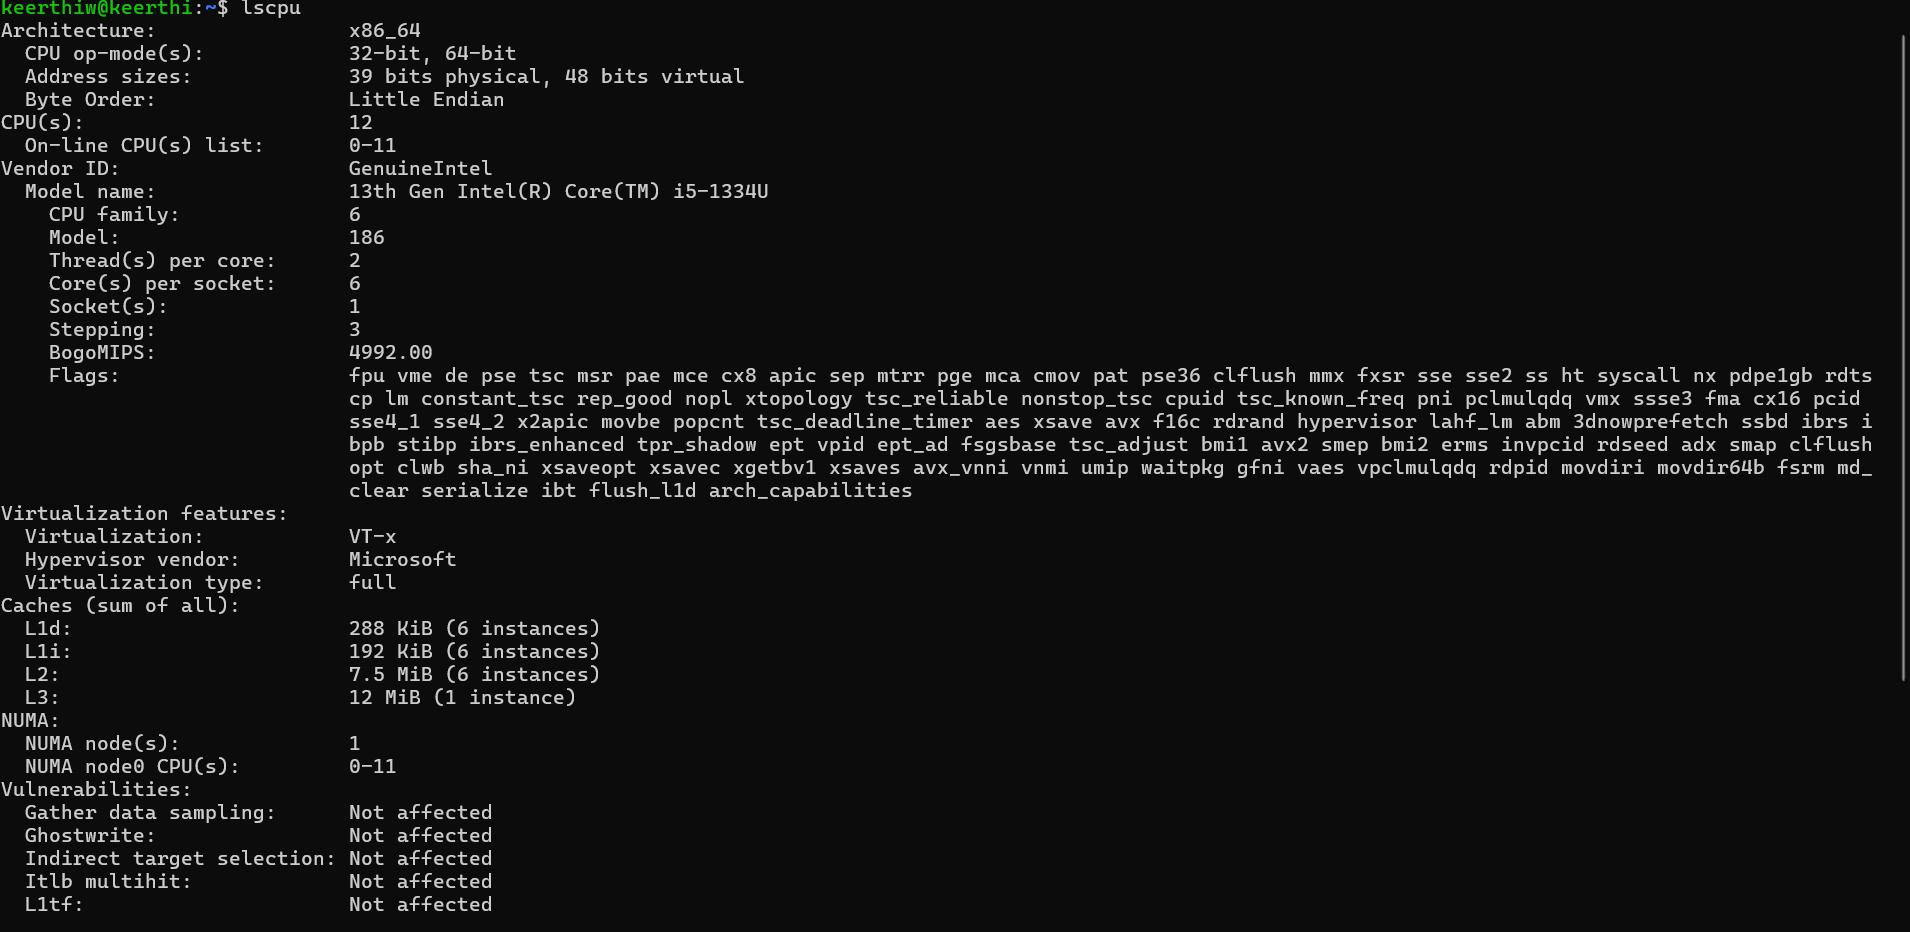 keerthiw@keerthi:~$ lscpu
Architecture:                x86_64
  CPU op-mode(s):            32-bit, 64-bit
  Address sizes:             39 bits physical, 48 bits virtual
  Byte Order:                Little Endian
CPU(s):                      12
  On-line CPU(s) list:       0-11
Vendor ID:                   GenuineIntel
  Model name:                13th Gen Intel(R) Core(TM) i5-1334U
    CPU family:              6
    Model:                   186
    Thread(s) per core:      2
    Core(s) per socket:      6
    Socket(s):               1
    Stepping:                3
    BogoMIPS:                4992.00
    Flags:                   fpu vme de pse tsc msr pae mce cx8 apic sep mtrr pge mca cmov pat pse36 clflush mmx fxsr sse sse2 ss ht syscall nx pdpe1gb rdts
                             cp lm constant_tsc rep_good nopl xtopology tsc_reliable nonstop_tsc cpuid tsc_known_freq pni pclmulqdq vmx ssse3 fma cx16 pcid
                             sse4_1 sse4_2 x2apic movbe popcnt tsc_deadline_timer aes xsave avx f16c rdrand hypervisor lahf_lm abm 3dnowprefetch ssbd ibrs i
                             bpb stibp ibrs_enhanced tpr_shadow ept vpid ept_ad fsgsbase tsc_adjust bmi1 avx2 smep bmi2 erms invpcid rdseed adx smap clflush
                             opt clwb sha_ni xsaveopt xsavec xgetbv1 xsaves avx_vnni vnmi umip waitpkg gfni vaes vpclmulqdq rdpid movdiri movdir64b fsrm md_
                             clear serialize ibt flush_l1d arch_capabilities
Virtualization features:
  Virtualization:            VT-x
  Hypervisor vendor:         Microsoft
  Virtualization type:       full
Caches (sum of all):
  L1d:                       288 KiB (6 instances)
  L1i:                       192 KiB (6 instances)
  L2:                        7.5 MiB (6 instances)
  L3:                        12 MiB (1 instance)
NUMA:
  NUMA node(s):              1
  NUMA node0 CPU(s):         0-11
Vulnerabilities:
  Gather data sampling:      Not affected
  Ghostwrite:                Not affected
  Indirect target selection: Not affected
  Itlb multihit:             Not affected
  L1tf:                      Not affected